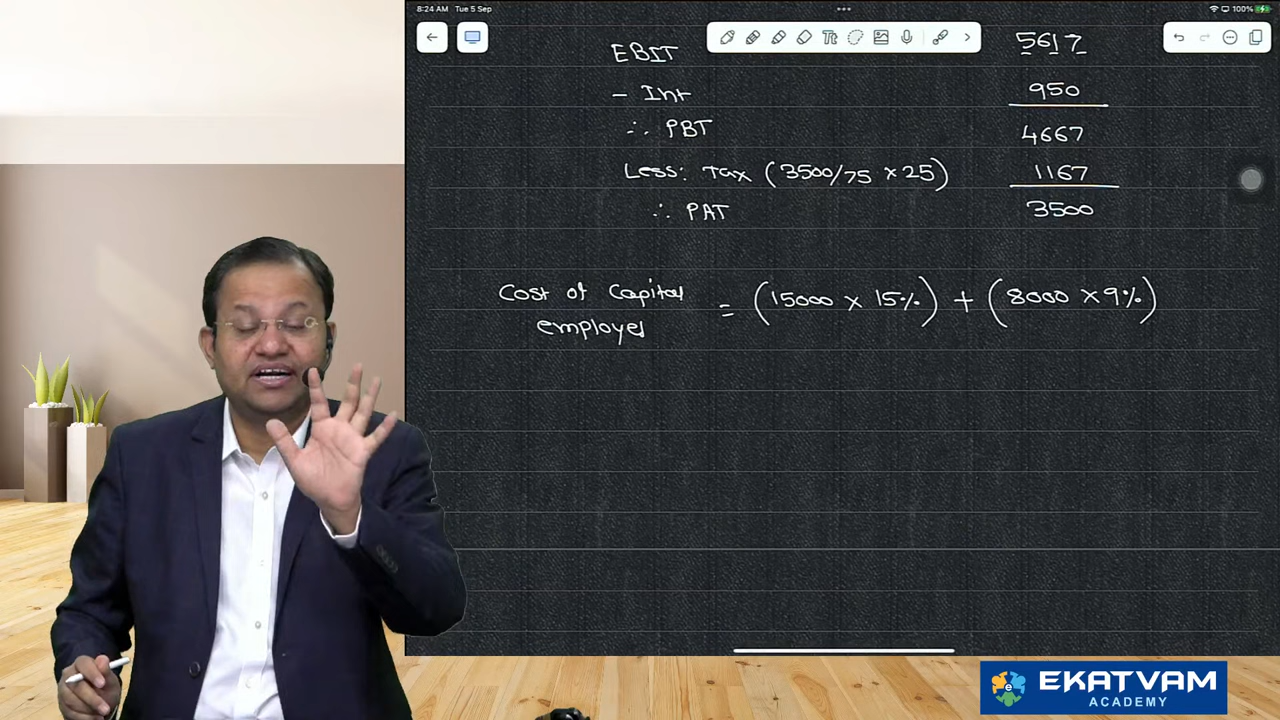 8:24 AM Tue 5 Sep
100%
EBIT 5617
- Int 950
∴ PBT 4667
Less: Tax (3500/75 × 25) 1167
∴ PAT 3500
Cost of Capital = (15000 × 15%) + (8000 × 9%)
employed
EKATVAM
ACADEMY